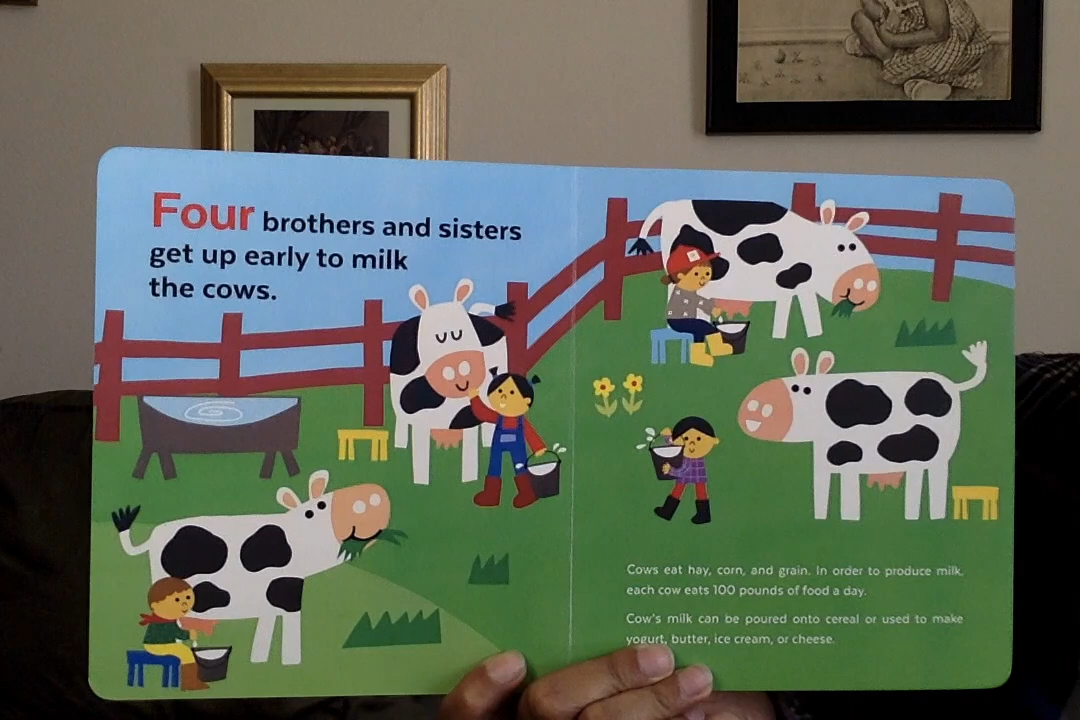 Four brothers and sisters
get up early to milk
the cows.
Cows eat hay, corn, and grain. In order to produce milk,
each cow eats 100 pounds of food a day.
Cow's milk can be poured onto cereal or used to make
yogurt, butter, ice cream, or cheese.